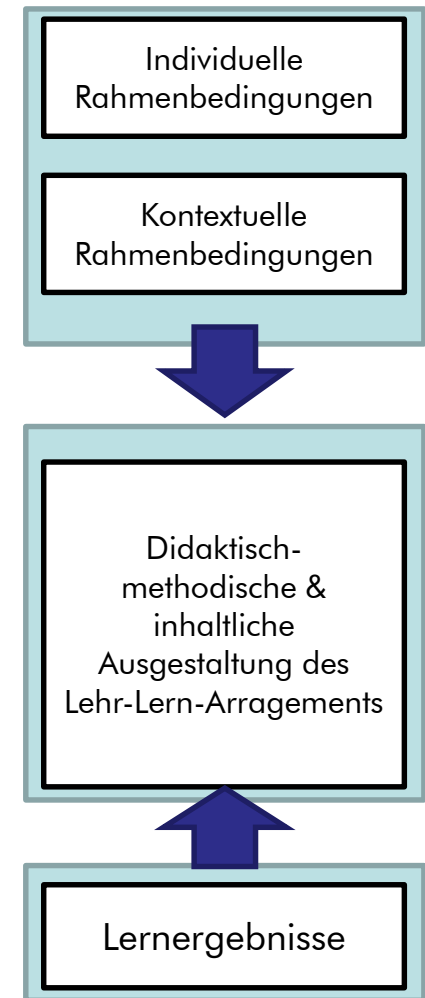 Individuelle
Rahmenbedingungen
Kontextuelle
Rahmenbedingungen
Didaktisch-
methodische &
inhaltliche
Ausgestaltung des
Lehr-Lern-Arragements
Lernergebnisse